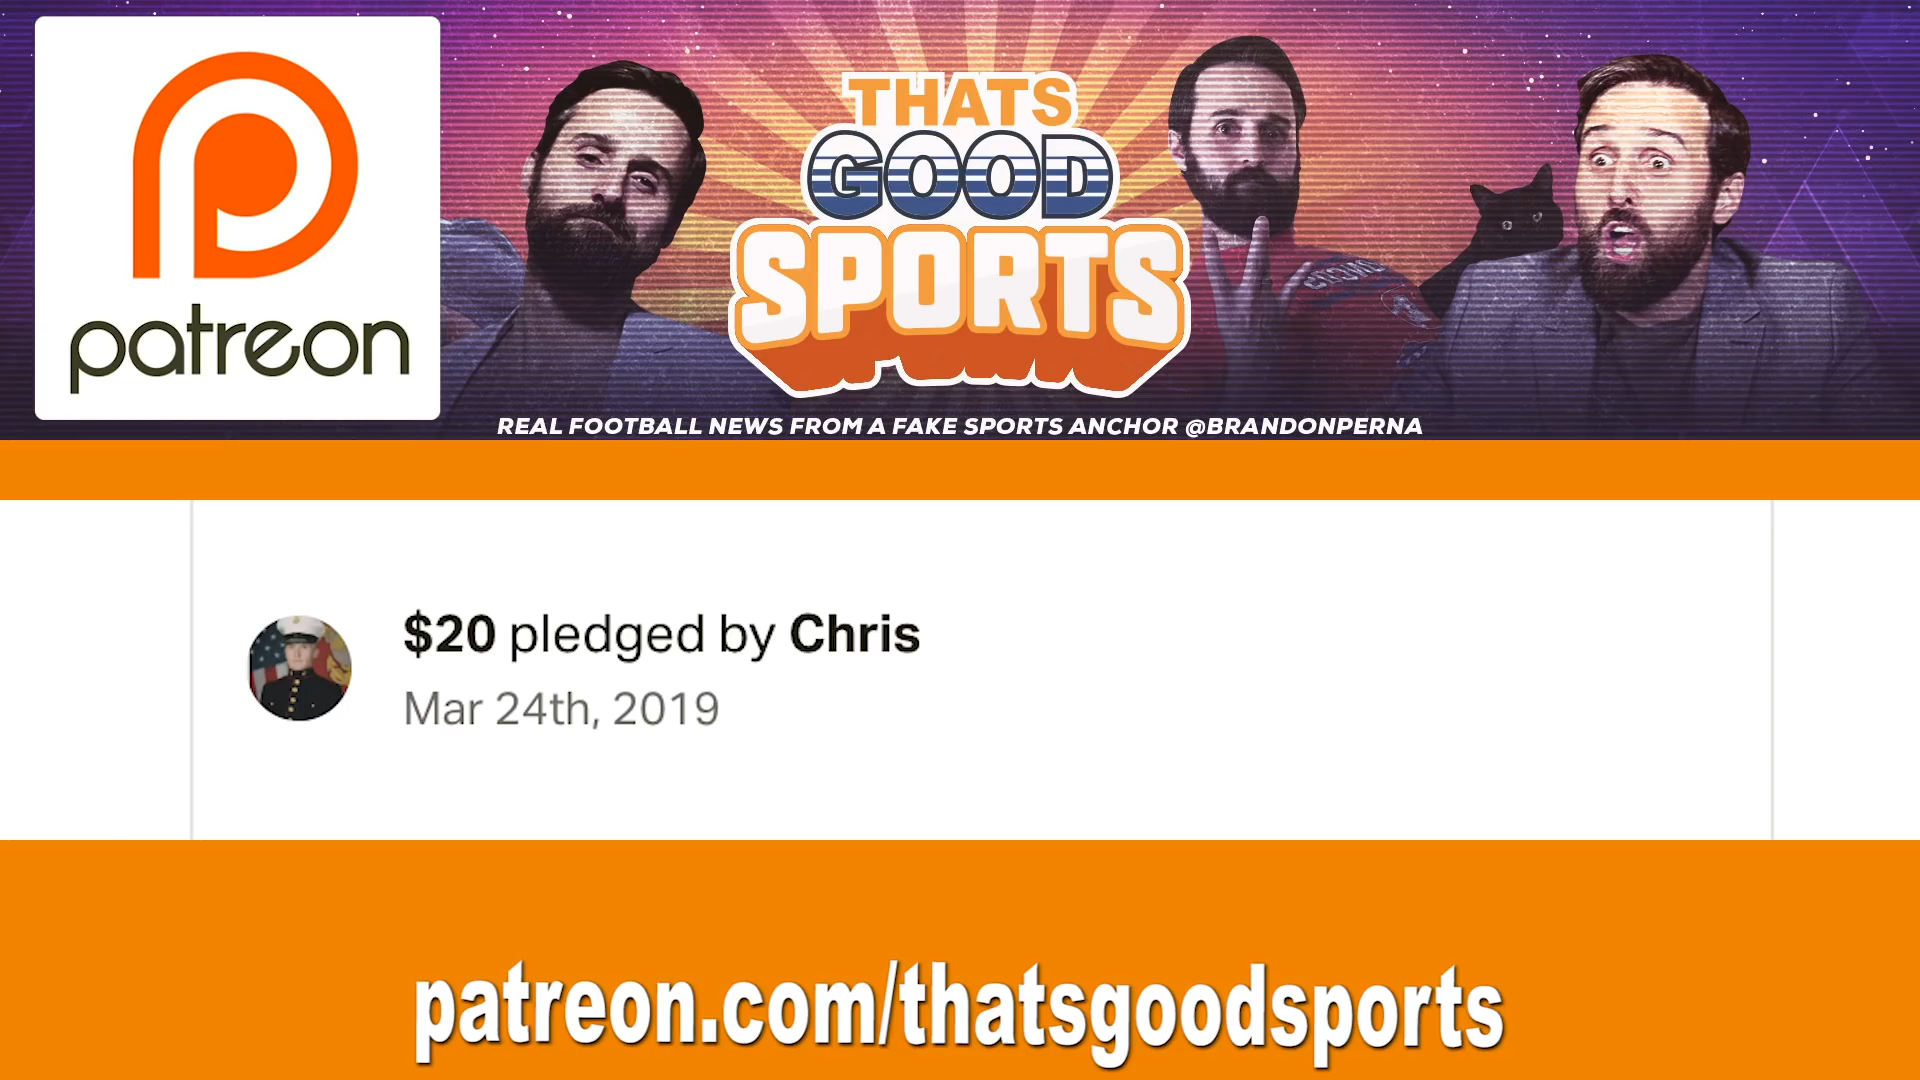 patreon
THATS
GOOD
SPORTS
REAL FOOTBALL NEWS FROM A FAKE SPORTS ANCHOR @BRANDONPERNA
$20 pledged by Chris
Mar 24th, 2019
patreon.com/thatsgoodsports